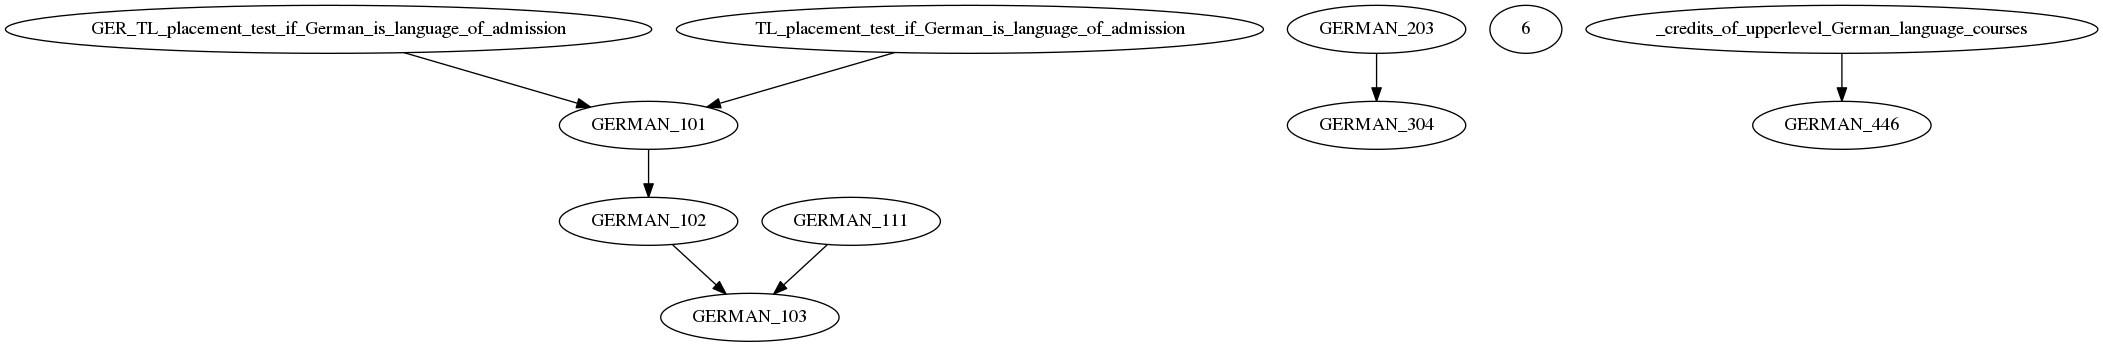 GER_TL_placement_test_if_German_is_language_of_admission
TL_placement_test_if_German_is_language_of_admission
GERMAN_203
6
_credits_of_upperlevel_German_language_courses
GERMAN_101
GERMAN_304
GERMAN_446
GERMAN_102
GERMAN_111
GERMAN_103